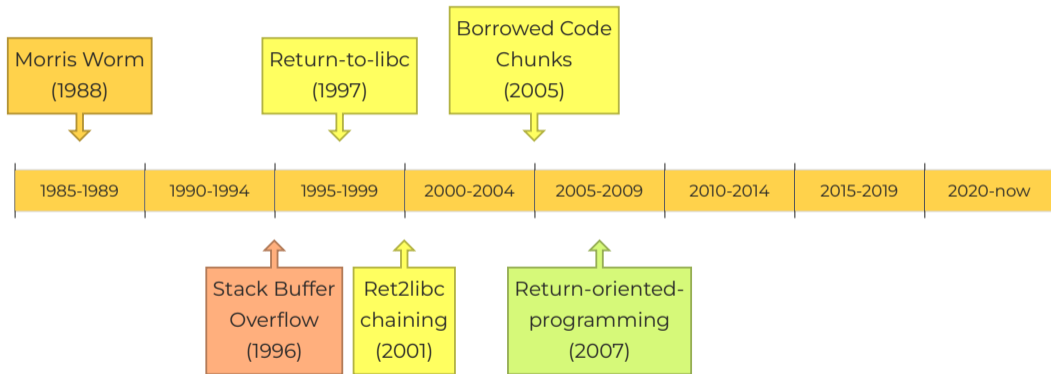 Morris Worm
(1988)
Return-to-libc
(1997)
Borrowed Code
Chunks
(2005)
1985-1989
1990-1994
1995-1999
2000-2004
2005-2009
2010-2014
2015-2019
2020-now
Stack Buffer
Overflow
(1996)
Ret2libc
chaining
(2001)
Return-oriented-
programming
(2007)